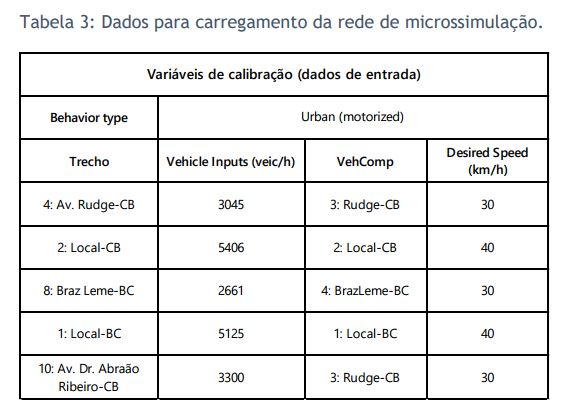 Tabela 3: Dados para carregamento da rede de microssimulação.
Variáveis de calibração (dados de entrada)
Behavior type Urban (motorized)
Trecho Vehicle Inputs (veic/h) VehComp Desired Speed (km/h)
4: Av. Rudge-CB 3045 3: Rudge-CB 30
2: Local-CB 5406 2: Local-CB 40
8: Braz Leme-BC 2661 4: BrazLeme-BC 30
1: Local-BC 5125 1: Local-BC 40
10: Av. Dr. Abraão Ribeiro-CB 3300 3: Rudge-CB 30